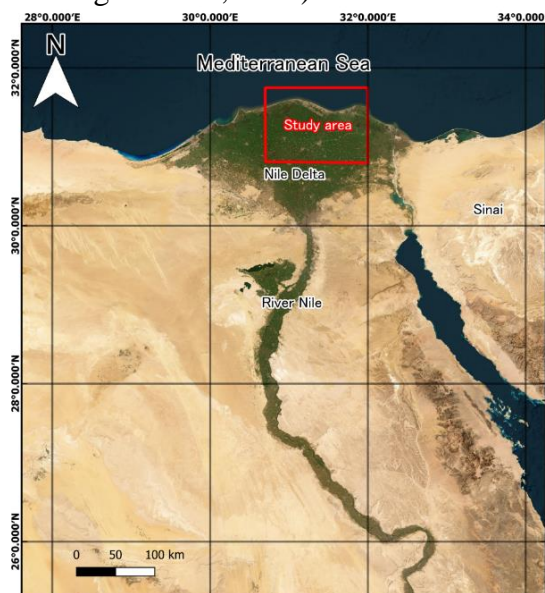 28°0.000'E 30°0.000'E 32°0.000'E 34°0.000'
N
Mediterranean Sea
32°0.000'N
Study area
Nile Delta
Sinai
30°0.000'N
River Nile
28°0.000'N
26°0.000'N
0 50 100 km